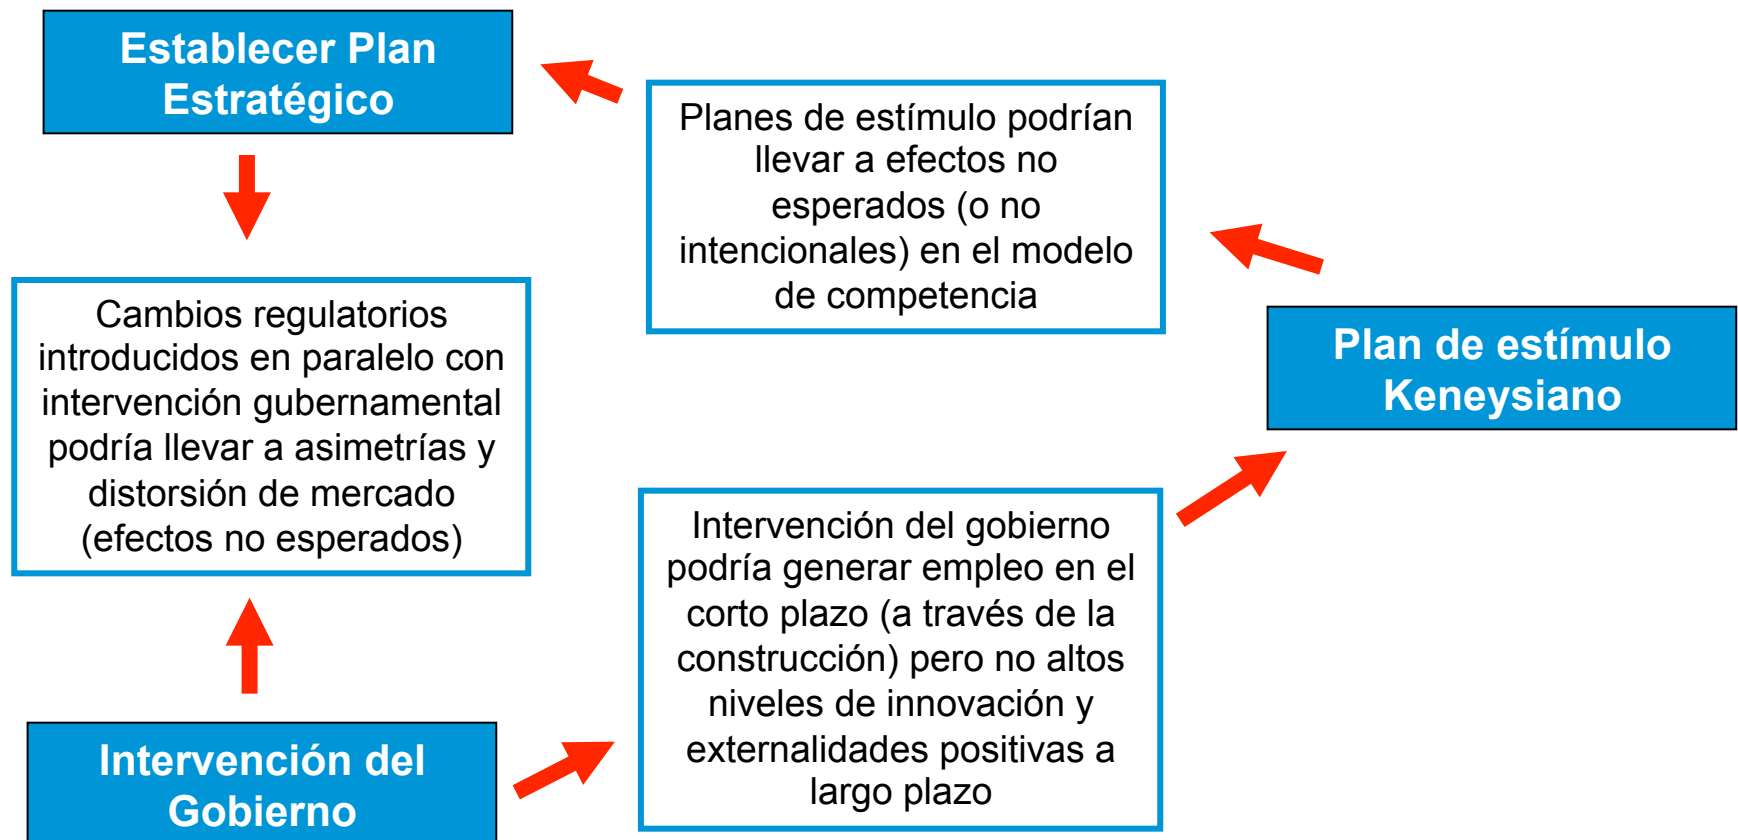 Establecer Plan
Estratégico
Planes de estímulo podrían
llevar a efectos no
esperados (o no
intencionales) en el modelo
de competencia
Cambios regulatorios
introducidos en paralelo con
intervención gubernamental
podría llevar a asimetrías y
distorsión de mercado
(efectos no esperados)
Plan de estímulo
Keneysiano
Intervención del gobierno
podría generar empleo en el
corto plazo (a través de la
construcción) pero no altos
niveles de innovación y
externalidades positivas a
largo plazo
Intervención del
Gobierno